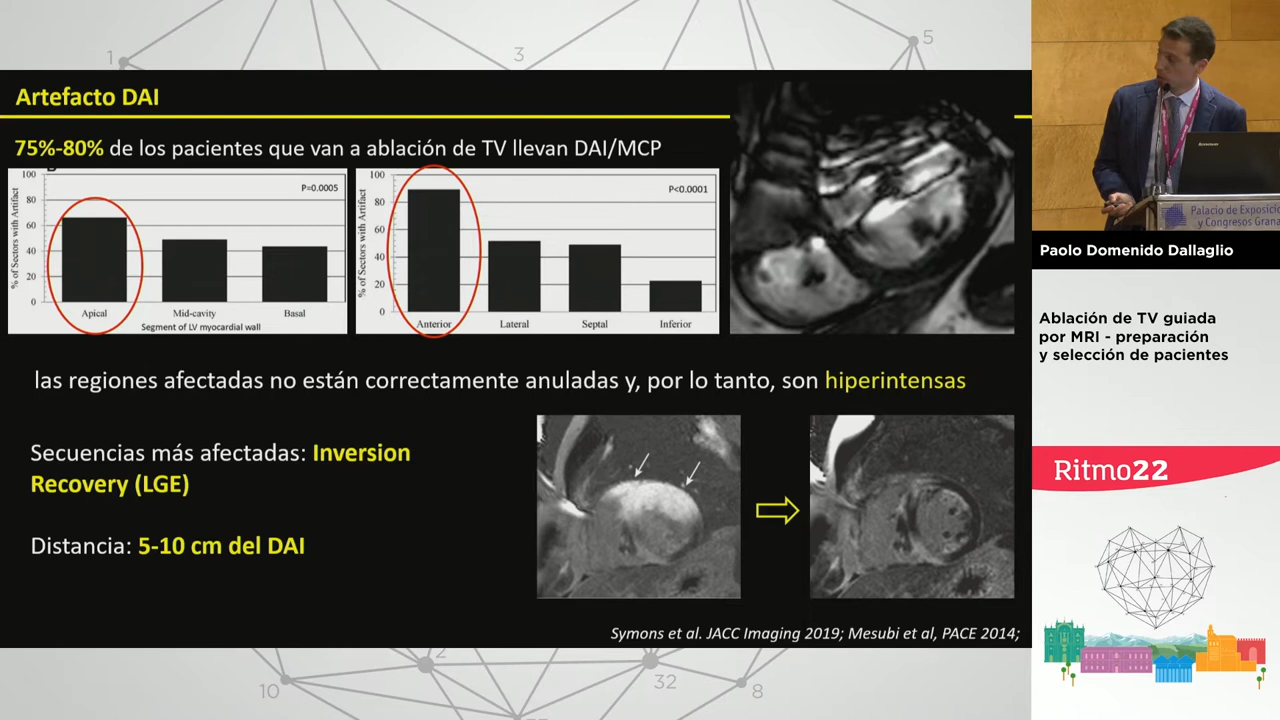 1
3
5
Artefacto DAI
75%-80% de los pacientes que van a ablación de TV llevan DAI/MCP
% of Sectors with Artifact
100
80
60
40
20
0
P=0.0005
Apical
Mid-cavity
Basal
Segment of LV myocardial wall
% of Sectors with Artifact
100
80
60
40
20
0
P<0.0001
Anterior
Lateral
Septal
Inferior
las regiones afectadas no están correctamente anuladas y, por lo tanto, son hiperintensas
Secuencias más afectadas: Inversion
Recovery (LGE)
Distancia: 5-10 cm del DAI
Symons et al. JACC Imaging 2019; Mesubi et al, PACE 2014;
10
2
32
8
Palacio de Exposicio
y Congresos Grana
Paolo Domenido Dallaglio
Ablación de TV guiada
por MRI - preparación
y selección de pacientes
Ritmo22